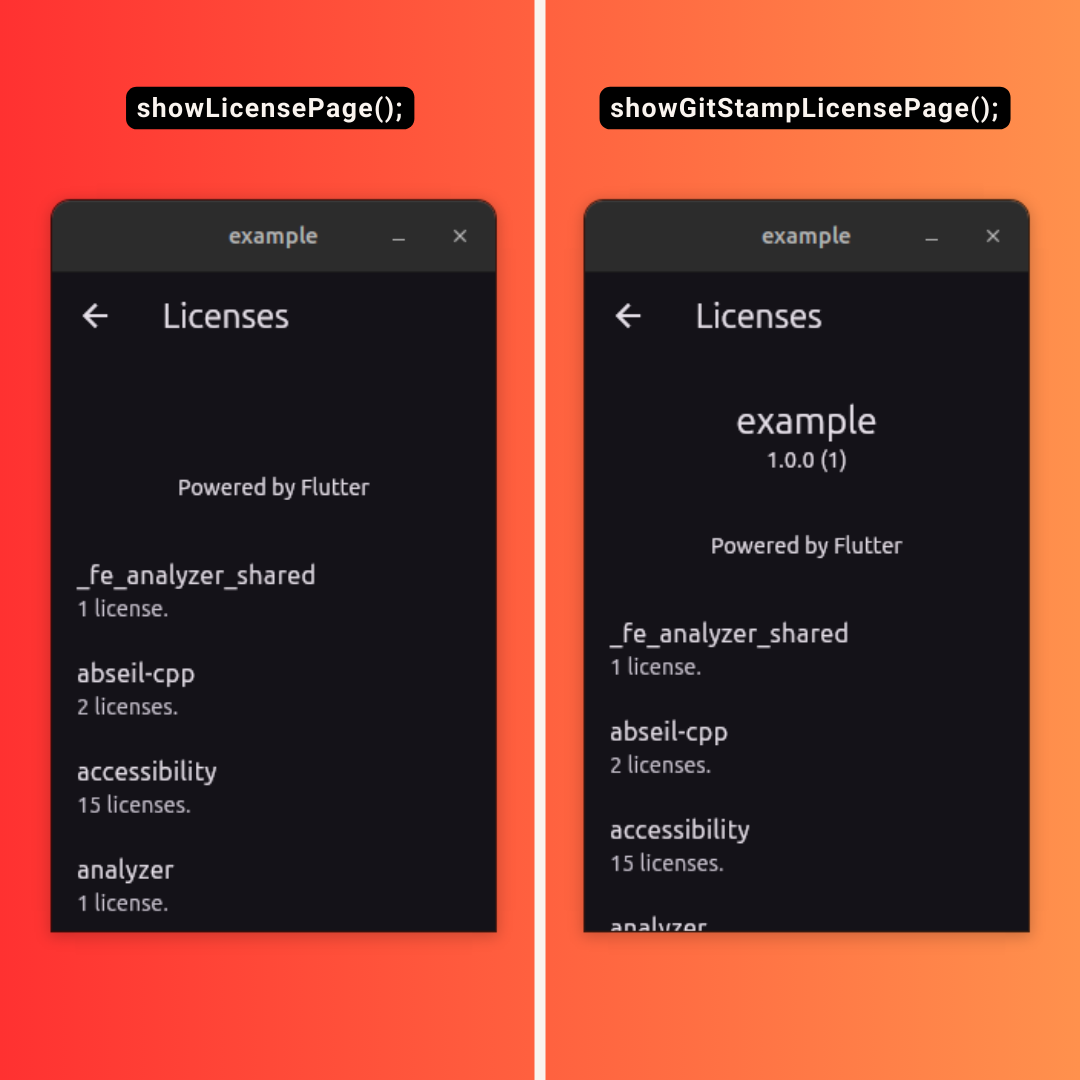 showLicensePage();
example
Licenses
Powered by Flutter
_fe_analyzer_shared
1 license.
abseil-cpp
2 licenses.
accessibility
15 licenses.
analyzer
1 license.
showGitStampLicensePage();
example
Licenses
example
1.0.0 (1)
Powered by Flutter
_fe_analyzer_shared
1 license.
abseil-cpp
2 licenses.
accessibility
15 licenses.
analyzer